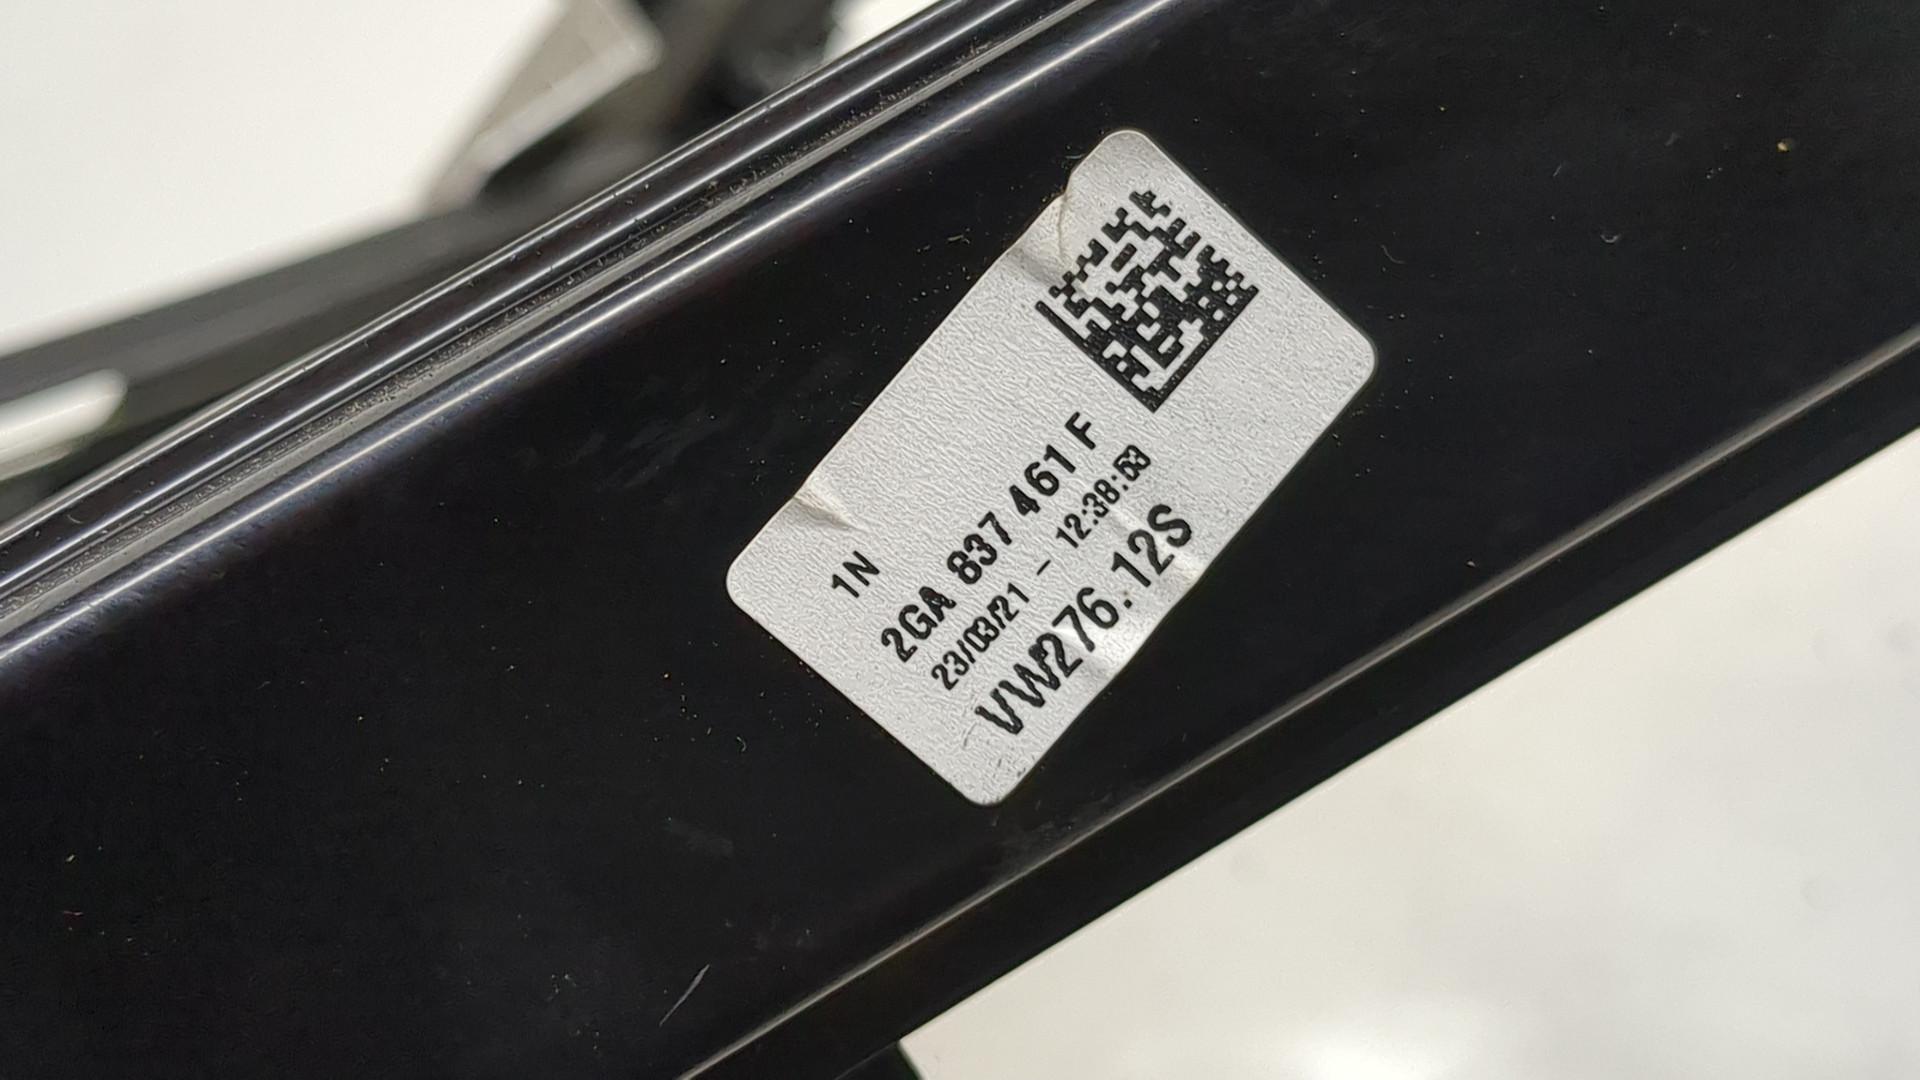 1N
2GA 837 461 F
23/03/21 - 12:38:53
VW276.12S